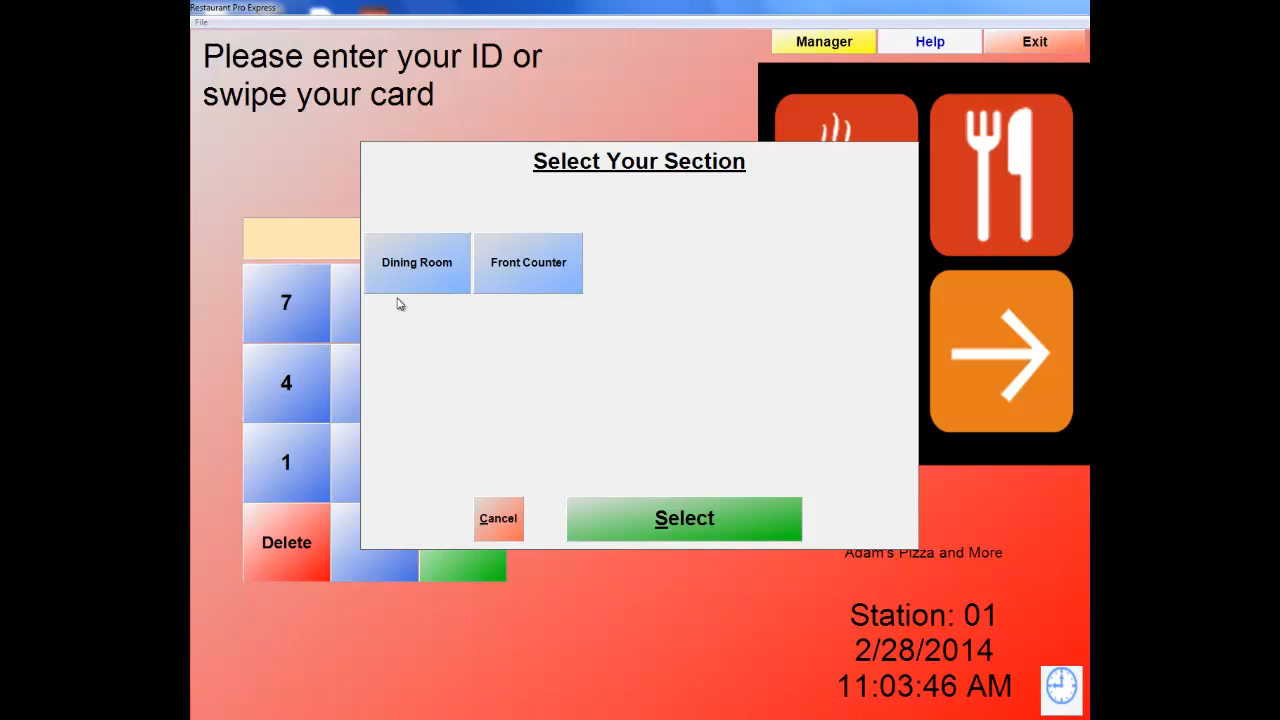 Restaurant Pro Express
File
Please enter your ID or
swipe your card
Manager
Help
Exit
Select Your Section
Dining Room
Front Counter
7
4
1
Delete
Cancel
Select
Adam's Pizza and More
Station: 01
2/28/2014
11:03:46 AM